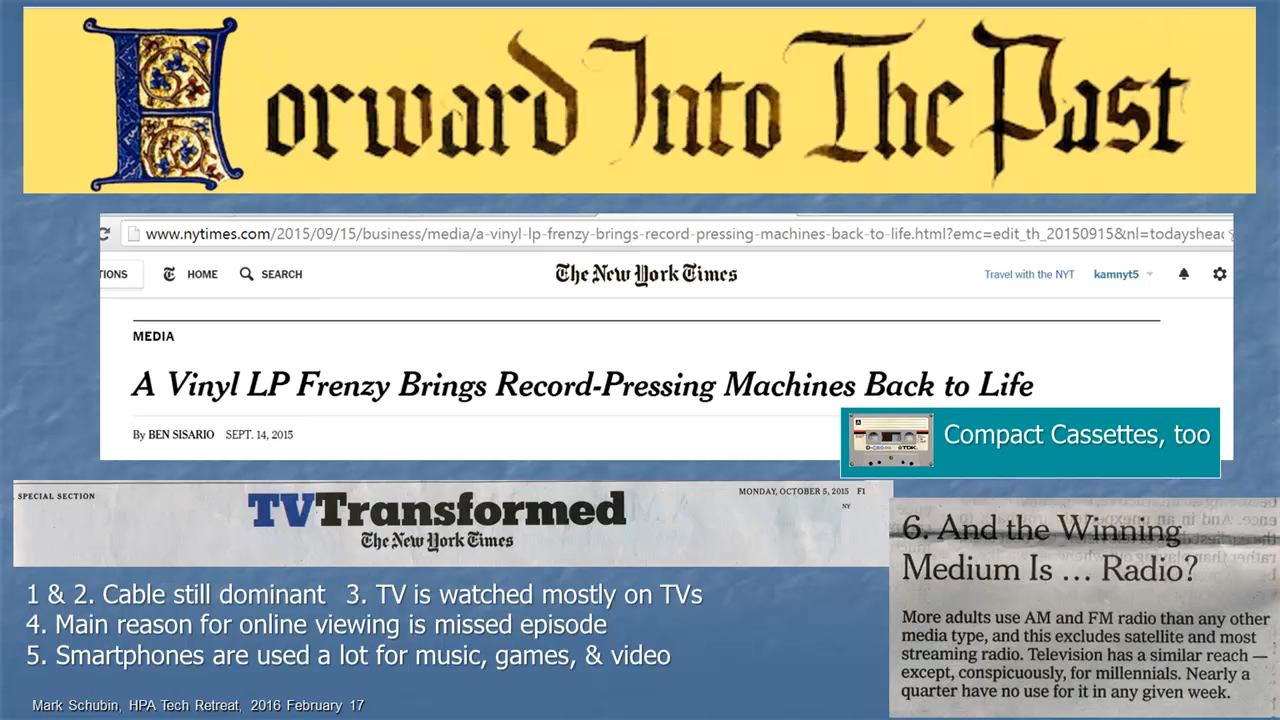 Forward Into The Past
www.nytimes.com/2015/09/15/business/media/a-vinyl-lp-frenzy-brings-record-pressing-machines-back-to-life.html?emc=edit_th_20150915&nl=todayshea
TIONS HOME SEARCH The New York Times Travel with the NYT kamnyt5
MEDIA
A Vinyl LP Frenzy Brings Record-Pressing Machines Back to Life
By BEN SISARIO SEPT. 14, 2015
A
TDK.
Compact Cassettes, too
SPECIAL SECTION
TVTransformed
The New York Times
MONDAY, OCTOBER 5, 2015 F1
NY
1 & 2. Cable still dominant 3. TV is watched mostly on TVs
4. Main reason for online viewing is missed episode
5. Smartphones are used a lot for music, games, & video
6. And the Winning
Medium Is … Radio?
More adults use AM and FM radio than any other
media type, and this excludes satellite and most
streaming radio. Television has a similar reach —
except, conspicuously, for millennials. Nearly a
quarter have no use for it in any given week.
Mark Schubin, HPA Tech Retreat, 2016 February 17